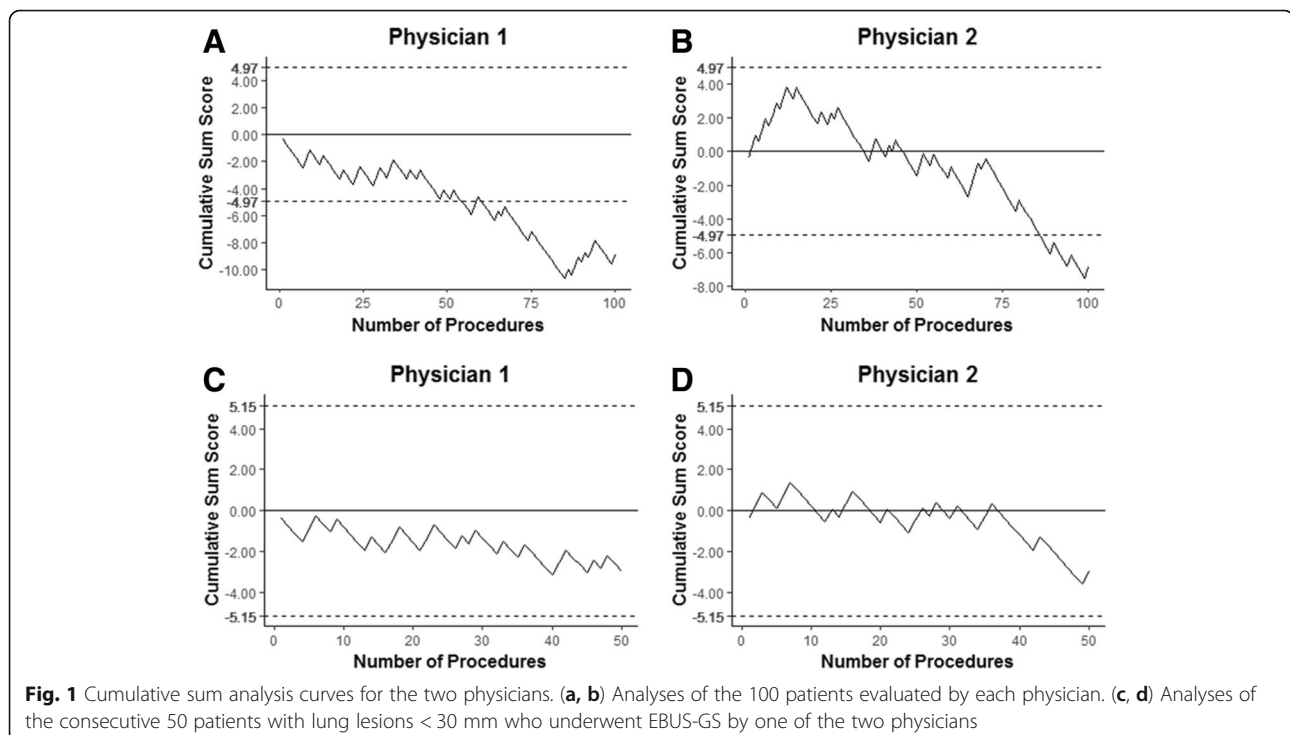 A
Physician 1
Cumulative Sum Score
4.97
4.00
2.00
0.00
-2.00
-4.00
-4.97
-6.00
-8.00
-10.00
0 25 50 75 100
Number of Procedures
B
Physician 2
Cumulative Sum Score
4.97
4.00
2.00
0.00
-2.00
-4.00
-4.97
-6.00
-8.00
0 25 50 75 100
Number of Procedures
C
Physician 1
Cumulative Sum Score
5.15
4.00
2.00
0.00
-2.00
-4.00
-5.15
0 10 20 30 40 50
Number of Procedures
D
Physician 2
Cumulative Sum Score
5.15
4.00
2.00
0.00
-2.00
-4.00
-5.15
0 10 20 30 40 50
Number of Procedures
Fig. 1 Cumulative sum analysis curves for the two physicians. (a, b) Analyses of the 100 patients evaluated by each physician. (c, d) Analyses of
the consecutive 50 patients with lung lesions < 30 mm who underwent EBUS-GS by one of the two physicians